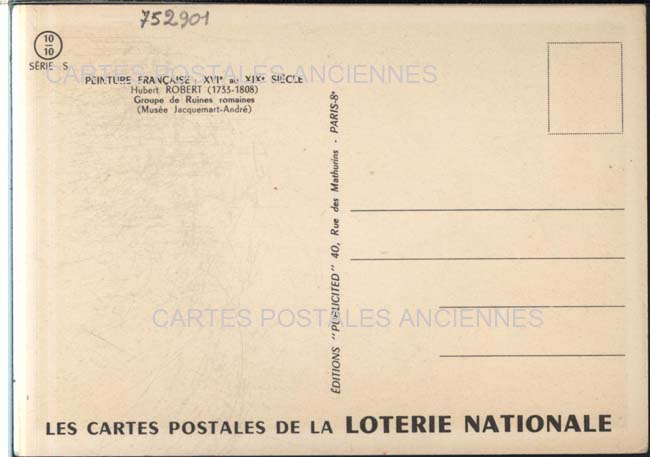 752901
10
10
SÉRIE S
CARTES POSTALES ANCIENNES
PEINTURE FRANÇAISE : XVIᵉ au XIXᵉ SIÈCLE
Hubert ROBERT (1733-1808)
Groupe de Ruines romaines
(Musée Jacquemart-André)
ÉDITIONS "PUBLICITED" 40, Rue des Mathurins - PARIS-8ᵉ
CARTES POSTALES ANCIENNES
LES CARTES POSTALES DE LA LOTERIE NATIONALE